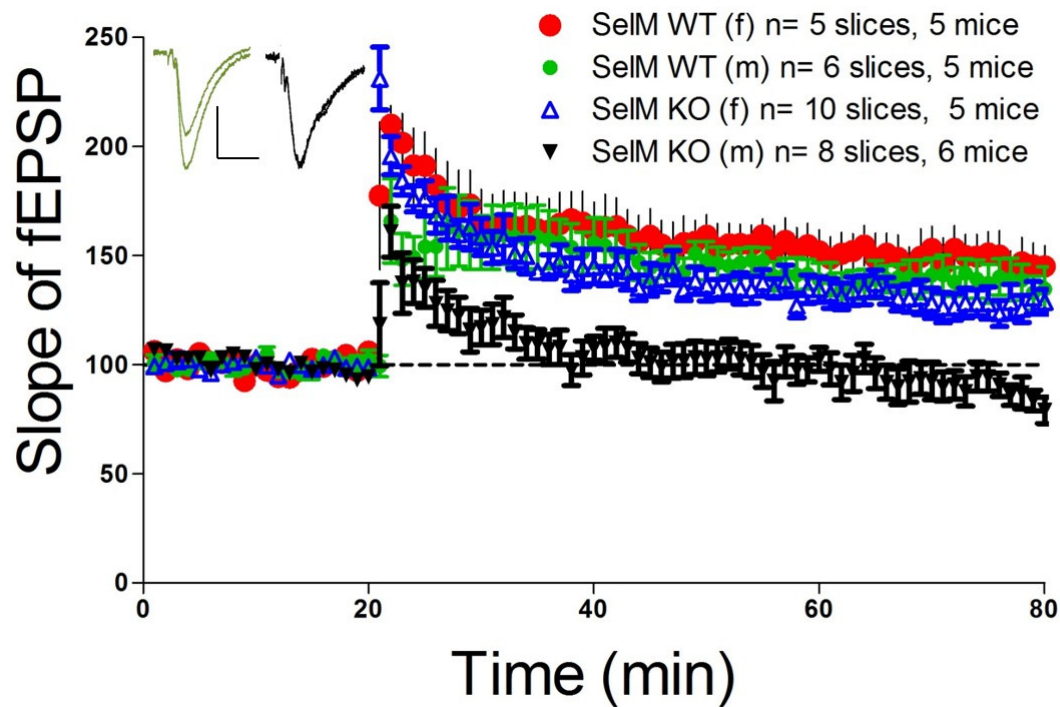 SelM WT (f) n= 5 slices, 5 mice
SelM WT (m) n= 6 slices, 5 mice
SelM KO (f) n= 10 slices, 5 mice
SelM KO (m) n= 8 slices, 6 mice
Slope of fEPSP
250
200
150
100
50
0
0 20 40 60 80
Time (min)